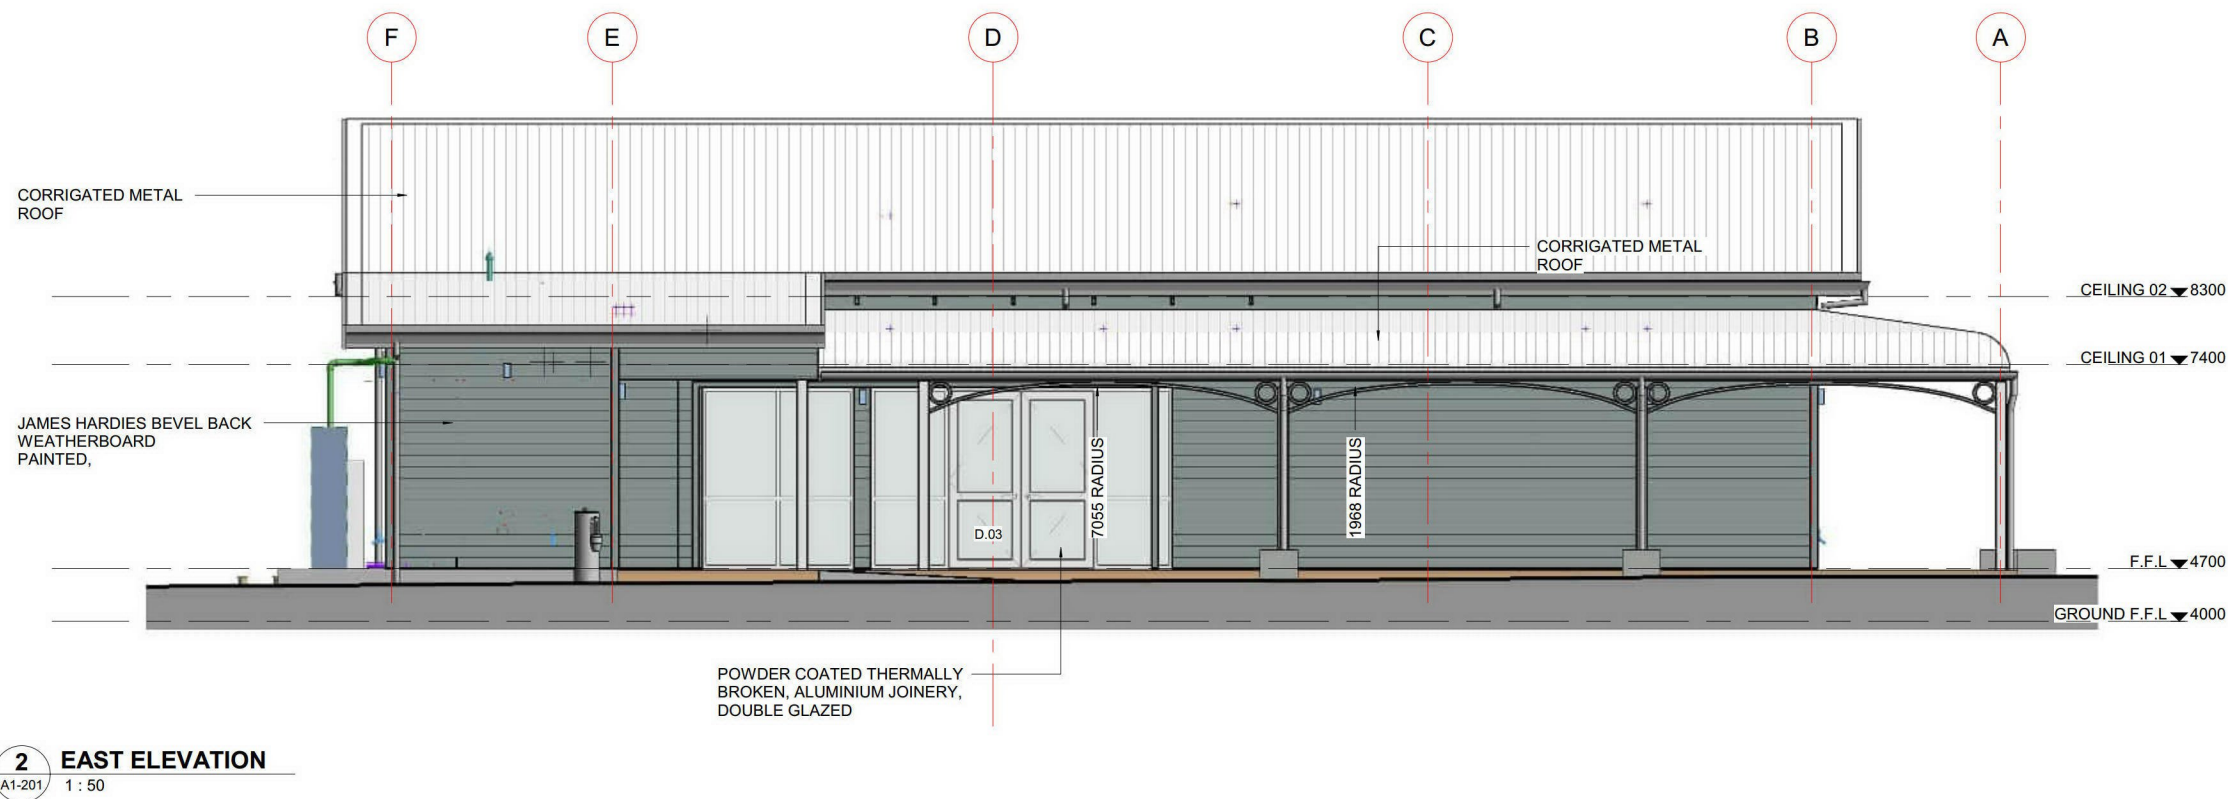 F
E
D
C
B
A
CORRIGATED METAL
ROOF
CORRIGATED METAL
ROOF
CEILING 02 8300
CEILING 01 7400
JAMES HARDIES BEVEL BACK
WEATHERBOARD
PAINTED,
7055 RADIUS
1968 RADIUS
D.03
F.F.L 4700
GROUND F.F.L 4000
POWDER COATED THERMALLY
BROKEN, ALUMINIUM JOINERY,
DOUBLE GLAZED
2 EAST ELEVATION
A1-201 1 : 50